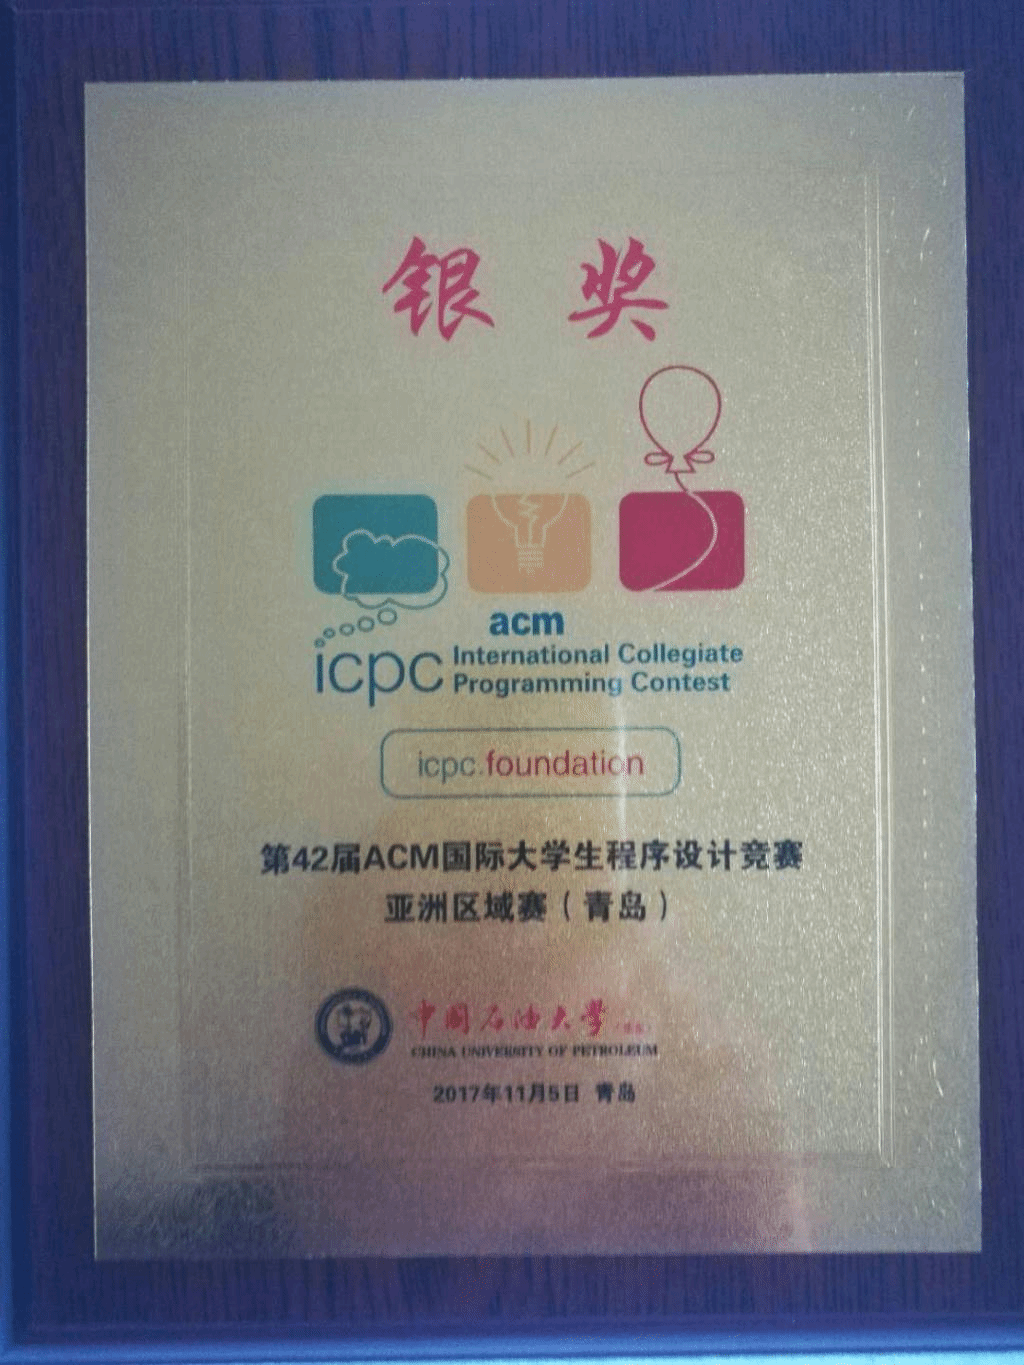 银奖
acm
icpc International Collegiate
Programming Contest
icpc.foundation
第42届ACM国际大学生程序设计竞赛
亚洲区域赛（青岛）
中国石油大学
CHINA UNIVERSITY OF PETROLEUM
2017年11月5日 青岛